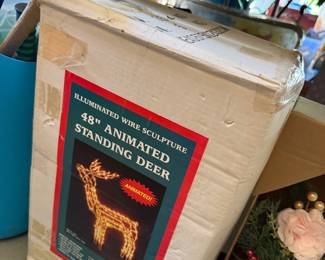 ILLUMINATED WIRE SCULPTURE
48" ANIMATED
STANDING DEER
ANIMATED!